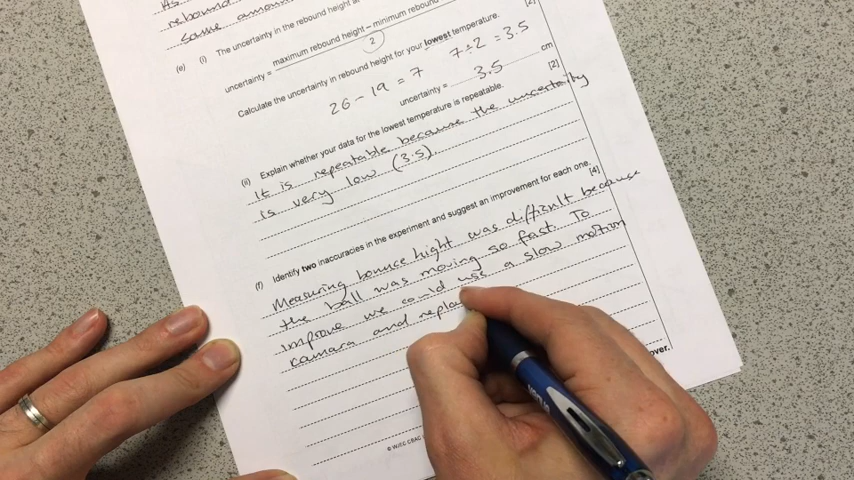 As
rebound
same amount
[2]
(e) (i) The uncertainty in the rebound height
uncertainty = maximum rebound height – minimum rebound
2
Calculate the uncertainty in rebound height for your lowest temperature.
26 – 19 = 7 7÷2 = 3.5
uncertainty = 3.5 cm
[2]
(ii) Explain whether your data for the lowest temperature is repeatable.
It is repeatable because the uncertainty
is very low (3.5).
(f) Identify two inaccuracies in the experiment and suggest an improvement for each one. [4]
Measuring bounce hight was difficult because
the ball was moving so fast. To
improve we could use a slow motion
camara and repla
over.
© WJEC CBAC